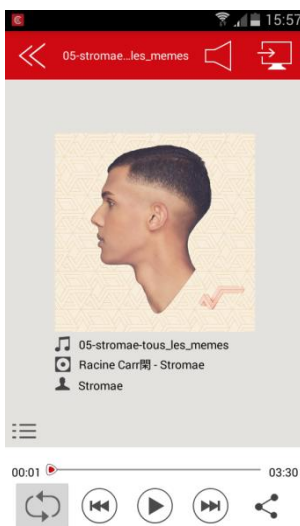 15:57
05-stromae...les_memes
05-stromae-tous_les_memes
Racine Carr閑 - Stromae
Stromae
00:01
03:30